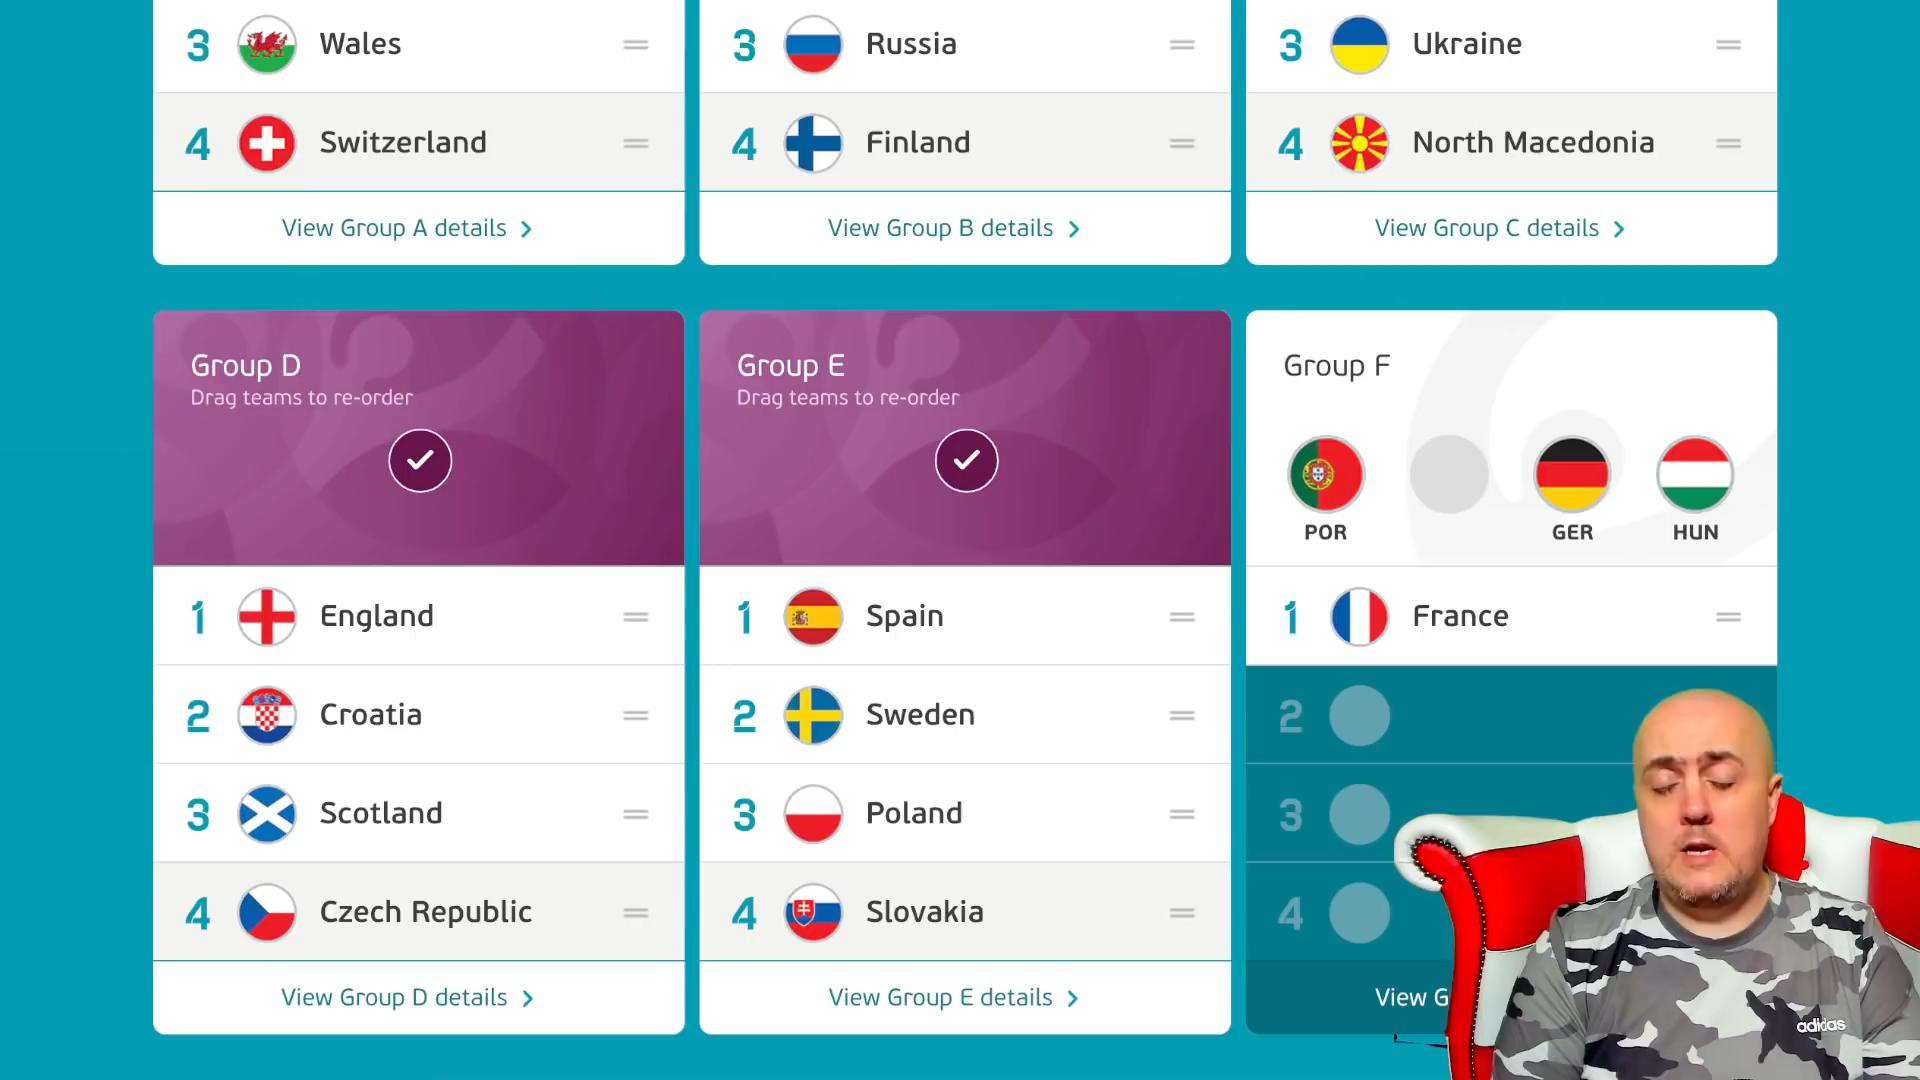 3 Wales
4 Switzerland
View Group A details
3 Russia
4 Finland
View Group B details
3 Ukraine
4 North Macedonia
View Group C details
Group D
Drag teams to re-order
1 England
2 Croatia
3 Scotland
4 Czech Republic
View Group D details
Group E
Drag teams to re-order
1 Spain
2 Sweden
3 Poland
4 Slovakia
View Group E details
Group F
POR GER HUN
1 France
2
3
4
View G
adidas